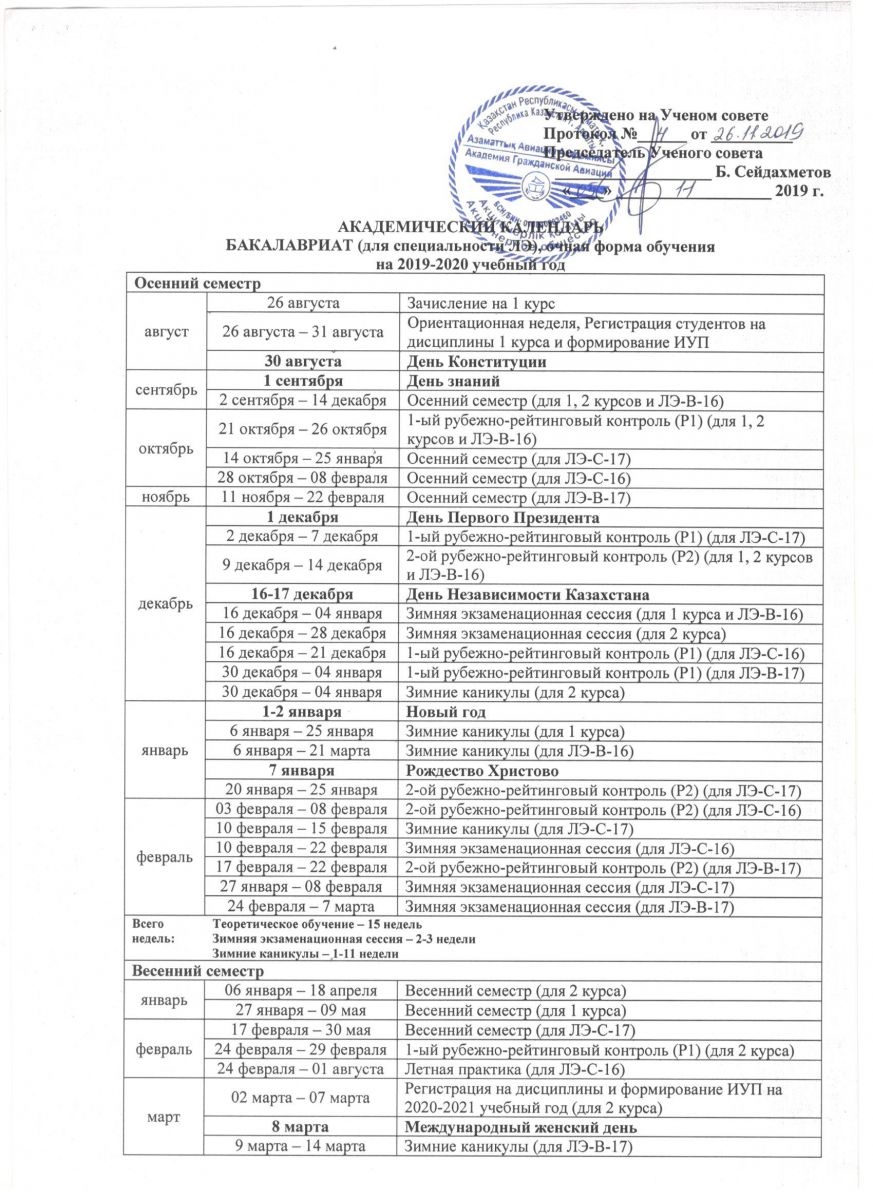 Утверждено на Ученом совете
Протокол № 4 от 26.11.2019
Председатель Ученого совета
Б. Сейдахметов
« » 11 2019 г.
Қазақстан Республикасы
Республика Казахстан
Азаматтық Авиация Академиясы
Академия Гражданской Авиации
АКАДЕМИЧЕСКИЙ КАЛЕНДАРЬ
БАКАЛАВРИАТ (для специальности ЛЭ), очная форма обучения
на 2019-2020 учебный год
Осенний семестр
август
26 августа Зачисление на 1 курс
26 августа – 31 августа Ориентационная неделя, Регистрация студентов на
дисциплины 1 курса и формирование ИУП
30 августа День Конституции
сентябрь
1 сентября День знаний
2 сентября – 14 декабря Осенний семестр (для 1, 2 курсов и ЛЭ-В-16)
октябрь
21 октября – 26 октября 1-ый рубежно-рейтинговый контроль (Р1) (для 1, 2
курсов и ЛЭ-В-16)
14 октября – 25 января Осенний семестр (для ЛЭ-С-17)
28 октября – 08 февраля Осенний семестр (для ЛЭ-С-16)
ноябрь 11 ноября – 22 февраля Осенний семестр (для ЛЭ-В-17)
декабрь
1 декабря День Первого Президента
2 декабря – 7 декабря 1-ый рубежно-рейтинговый контроль (Р1) (для ЛЭ-С-17)
9 декабря – 14 декабря 2-ой рубежно-рейтинговый контроль (Р2) (для 1, 2 курсов
и ЛЭ-В-16)
16-17 декабря День Независимости Казахстана
16 декабря – 04 января Зимняя экзаменационная сессия (для 1 курса и ЛЭ-В-16)
16 декабря – 28 декабря Зимняя экзаменационная сессия (для 2 курса)
16 декабря – 21 декабря 1-ый рубежно-рейтинговый контроль (Р1) (для ЛЭ-С-16)
30 декабря – 04 января 1-ый рубежно-рейтинговый контроль (Р1) (для ЛЭ-В-17)
30 декабря – 04 января Зимние каникулы (для 2 курса)
январь
1-2 января Новый год
6 января – 25 января Зимние каникулы (для 1 курса)
6 января – 21 марта Зимние каникулы (для ЛЭ-В-16)
7 января Рождество Христово
20 января – 25 января 2-ой рубежно-рейтинговый контроль (Р2) (для ЛЭ-С-17)
февраль
03 февраля – 08 февраля 2-ой рубежно-рейтинговый контроль (Р2) (для ЛЭ-С-16)
10 февраля – 15 февраля Зимние каникулы (для ЛЭ-С-17)
10 февраля – 22 февраля Зимняя экзаменационная сессия (для ЛЭ-С-16)
17 февраля – 22 февраля 2-ой рубежно-рейтинговый контроль (Р2) (для ЛЭ-В-17)
27 января – 08 февраля Зимняя экзаменационная сессия (для ЛЭ-С-17)
24 февраля – 7 марта Зимняя экзаменационная сессия (для ЛЭ-В-17)
Всего Теоретическое обучение – 15 недель
недель: Зимняя экзаменационная сессия – 2-3 недели
Зимние каникулы – 1-11 недели
Весенний семестр
январь
06 января – 18 апреля Весенний семестр (для 2 курса)
27 января – 09 мая Весенний семестр (для 1 курса)
февраль
17 февраля – 30 мая Весенний семестр (для ЛЭ-С-17)
24 февраля – 29 февраля 1-ый рубежно-рейтинговый контроль (Р1) (для 2 курса)
24 февраля – 01 августа Летная практика (для ЛЭ-С-16)
март
02 марта – 07 марта Регистрация на дисциплины и формирование ИУП на
2020-2021 учебный год (для 2 курса)
8 марта Международный женский день
9 марта – 14 марта Зимние каникулы (для ЛЭ-В-17)